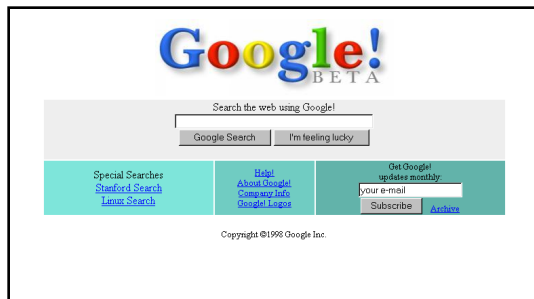 Google!
BETA
Search the web using Google!
Google Search
I'm feeling lucky
Special Searches
Stanford Search
Linux Search
Help!
About Google!
Company Info
Google! Logos
Get Google!
updates monthly:
your e-mail
Subscribe
Archive
Copyright ©1998 Google Inc.